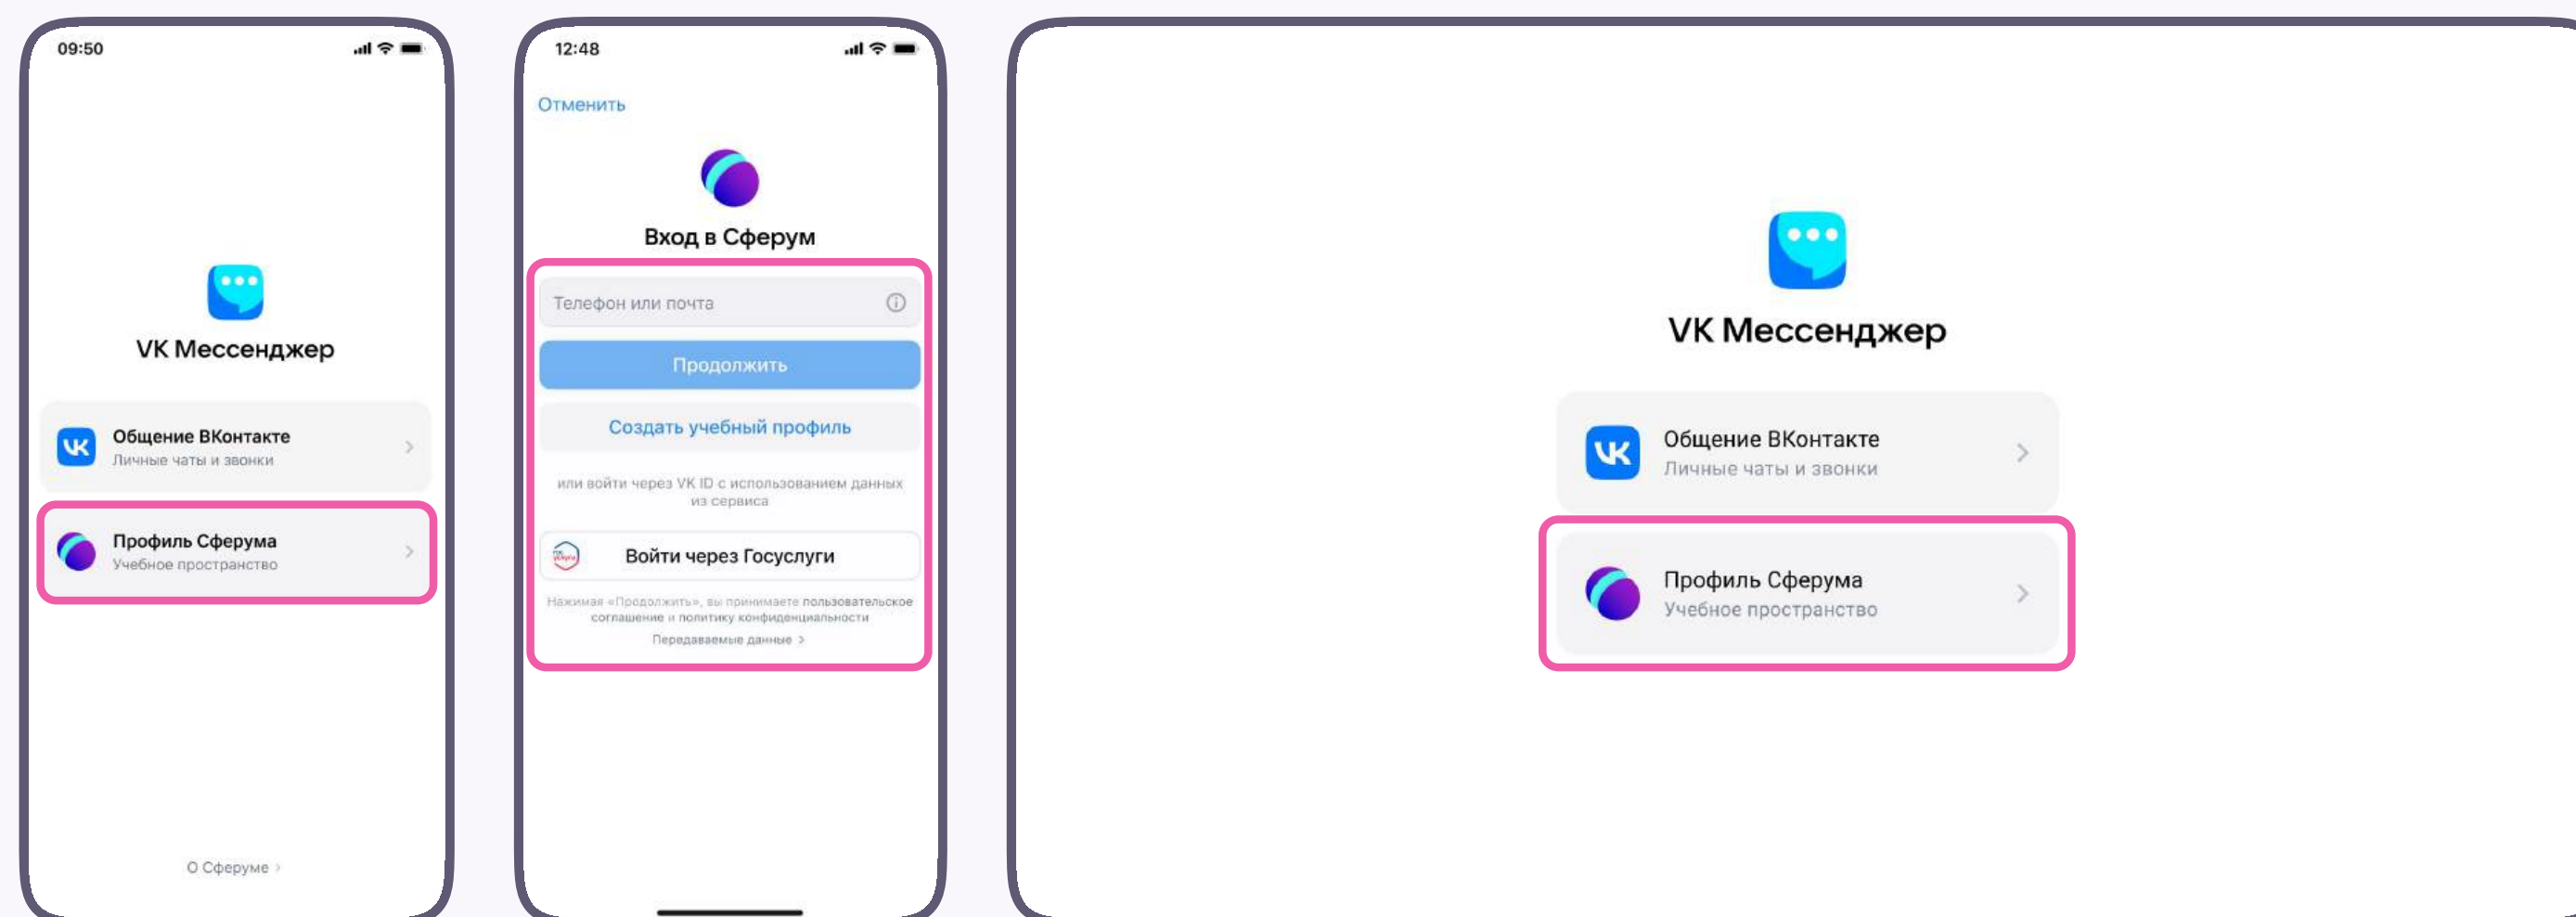 09:50
VK Мессенджер
Общение ВКонтакте
Личные чаты и звонки
Профиль Сферума
Учебное пространство
О Сферуме
12:48
Отменить
Вход в Сферум
Телефон или почта
Продолжить
Создать учебный профиль
или войти через VK ID с использованием данных
из сервиса
Войти через Госуслуги
Нажимая «Продолжить», вы принимаете пользовательское
соглашение и политику конфиденциальности
Передаваемые данные
VK Мессенджер
Общение ВКонтакте
Личные чаты и звонки
Профиль Сферума
Учебное пространство